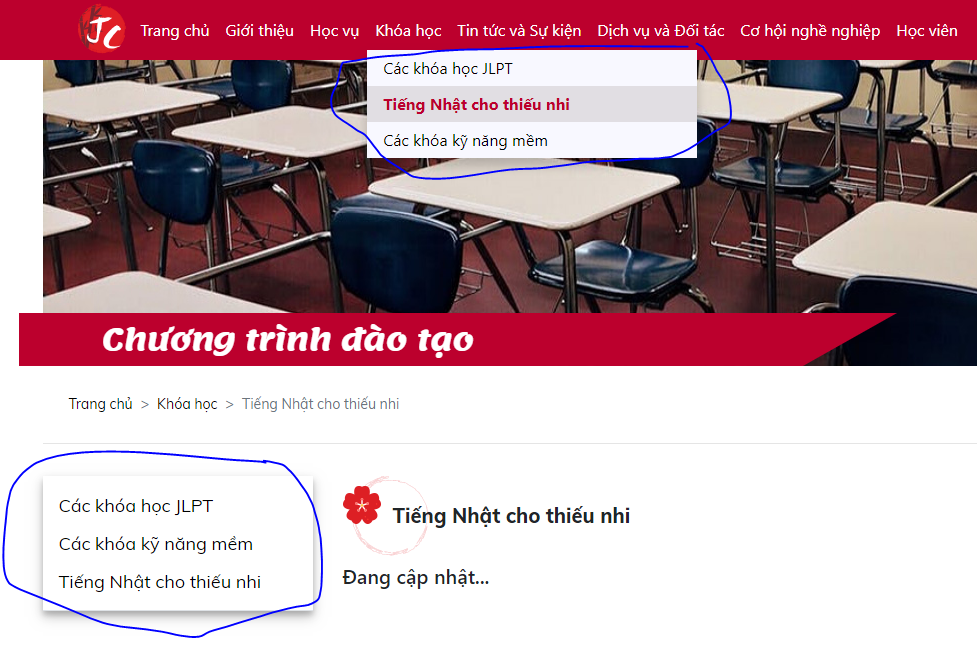 JC Trang chủ Giới thiệu Học vụ Khóa học Tin tức và Sự kiện Dịch vụ và Đối tác Cơ hội nghề nghiệp Học viên
Các khóa học JLPT
Tiếng Nhật cho thiếu nhi
Các khóa kỹ năng mềm
Chương trình đào tạo
Trang chủ > Khóa học > Tiếng Nhật cho thiếu nhi
Các khóa học JLPT
Các khóa kỹ năng mềm
Tiếng Nhật cho thiếu nhi
Tiếng Nhật cho thiếu nhi
Đang cập nhật...